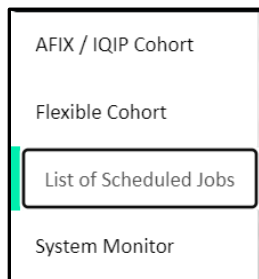 AFIX / IQIP Cohort
Flexible Cohort
List of Scheduled Jobs
System Monitor